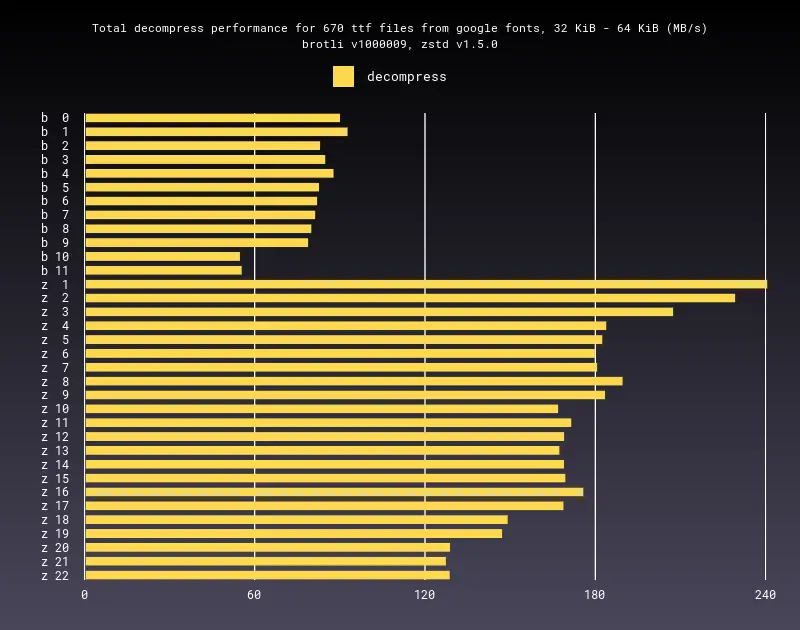 Total decompress performance for 670 ttf files from google fonts, 32 KiB - 64 KiB (MB/s)
brotli v1000009, zstd v1.5.0
decompress
b 0
b 1
b 2
b 3
b 4
b 5
b 6
b 7
b 8
b 9
b 10
b 11
z 1
z 2
z 3
z 4
z 5
z 6
z 7
z 8
z 9
z 10
z 11
z 12
z 13
z 14
z 15
z 16
z 17
z 18
z 19
z 20
z 21
z 22
0 60 120 180 240